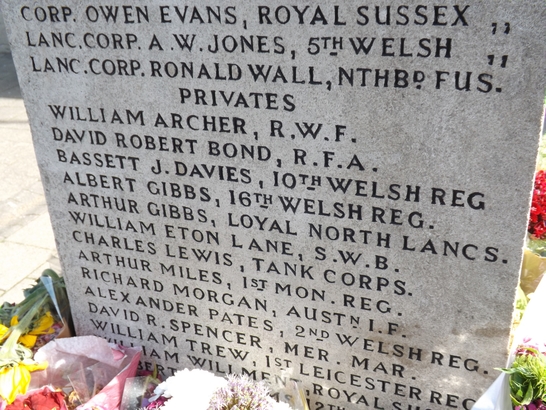 CORP. OWEN EVANS, ROYAL SUSSEX ,,
LANC.CORP. A.W. JONES, 5TH WELSH ,,
LANC.CORP. RONALD WALL, NTHBD FUS.
PRIVATES
WILLIAM ARCHER, R.W.F.
DAVID ROBERT BOND, R.F.A.
BASSETT J. DAVIES, 10TH WELSH REG
ALBERT GIBBS, 16TH WELSH REG.
ARTHUR GIBBS, LOYAL NORTH LANCS.
WILLIAM ETON LANE, S.W.B.
CHARLES LEWIS, TANK CORPS.
ARTHUR MILES, 1ST MON. REG.
RICHARD MORGAN, AUSTN I.F.
ALEXANDER PATES, 2ND WELSH REG.
DAVID R. SPENCER, MER. MAR.
WILLIAM TREW, 1ST LEICESTER REG
WILLIAM WILLMENT, ROYAL